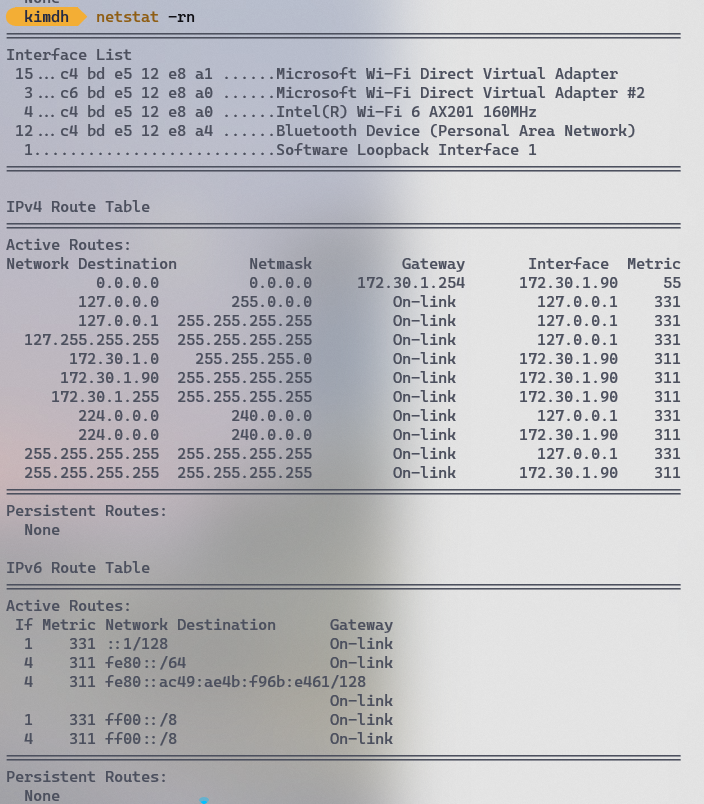 None
kimdh netstat -rn
Interface List
15...c4 bd e5 12 e8 a1 ......Microsoft Wi-Fi Direct Virtual Adapter
3...c6 bd e5 12 e8 a0 ......Microsoft Wi-Fi Direct Virtual Adapter #2
4...c4 bd e5 12 e8 a0 ......Intel(R) Wi-Fi 6 AX201 160MHz
12...c4 bd e5 12 e8 a4 ......Bluetooth Device (Personal Area Network)
1...........................Software Loopback Interface 1
IPv4 Route Table
Active Routes:
Network Destination        Netmask          Gateway       Interface  Metric
0.0.0.0          0.0.0.0     172.30.1.254      172.30.1.90     55
127.0.0.0        255.0.0.0         On-link         127.0.0.1    331
127.0.0.1  255.255.255.255         On-link         127.0.0.1    331
127.255.255.255  255.255.255.255         On-link         127.0.0.1    331
172.30.1.0    255.255.255.0         On-link       172.30.1.90    311
172.30.1.90  255.255.255.255         On-link       172.30.1.90    311
172.30.1.255  255.255.255.255         On-link       172.30.1.90    311
224.0.0.0        240.0.0.0         On-link         127.0.0.1    331
224.0.0.0        240.0.0.0         On-link       172.30.1.90    311
255.255.255.255  255.255.255.255         On-link         127.0.0.1    331
255.255.255.255  255.255.255.255         On-link       172.30.1.90    311
Persistent Routes:
None
IPv6 Route Table
Active Routes:
If Metric Network Destination      Gateway
1    331 ::1/128                  On-link
4    311 fe80::/64                On-link
4    311 fe80::ac49:ae4b:f96b:e461/128
On-link
1    331 ff00::/8                 On-link
4    311 ff00::/8                 On-link
Persistent Routes:
None